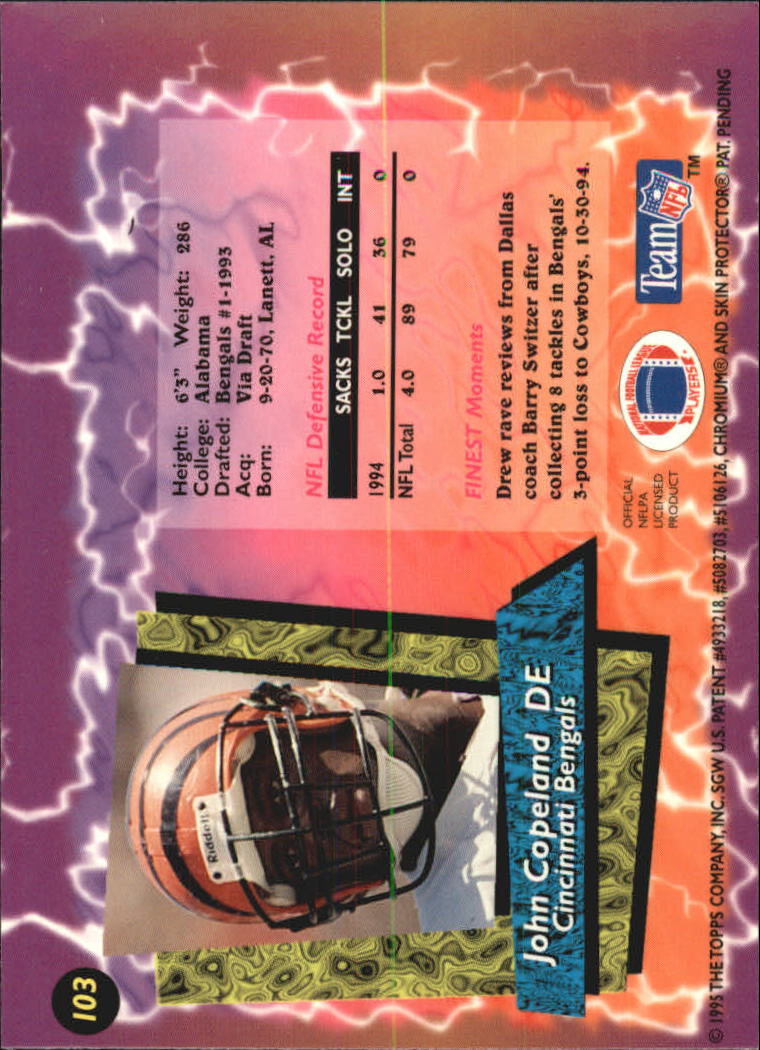 103
Riddell
John Copeland DE
Cincinnati Bengals
Height: 6'3" Weight: 286
College: Alabama
Drafted: Bengals #1-1993
Acq: Via Draft
Born: 9-20-70, Lanett, AL
NFL Defensive Record
SACKS TCKL SOLO INT
1994 1.0 41 36 0
NFL Total 4.0 89 79 0
FINEST Moments
Drew rave reviews from Dallas
coach Barry Switzer after
collecting 8 tackles in Bengals'
3-point loss to Cowboys, 10-30-94.
OFFICIAL
NFLPA
LICENSED
PRODUCT
NATIONAL FOOTBALL LEAGUE
PLAYERS
Team NFL TM
© 1995 THE TOPPS COMPANY, INC. SGW U.S. PATENT #4933218, #5082703, #5106126, CHROMIUM® AND SKIN PROTECTOR® PAT. PENDING